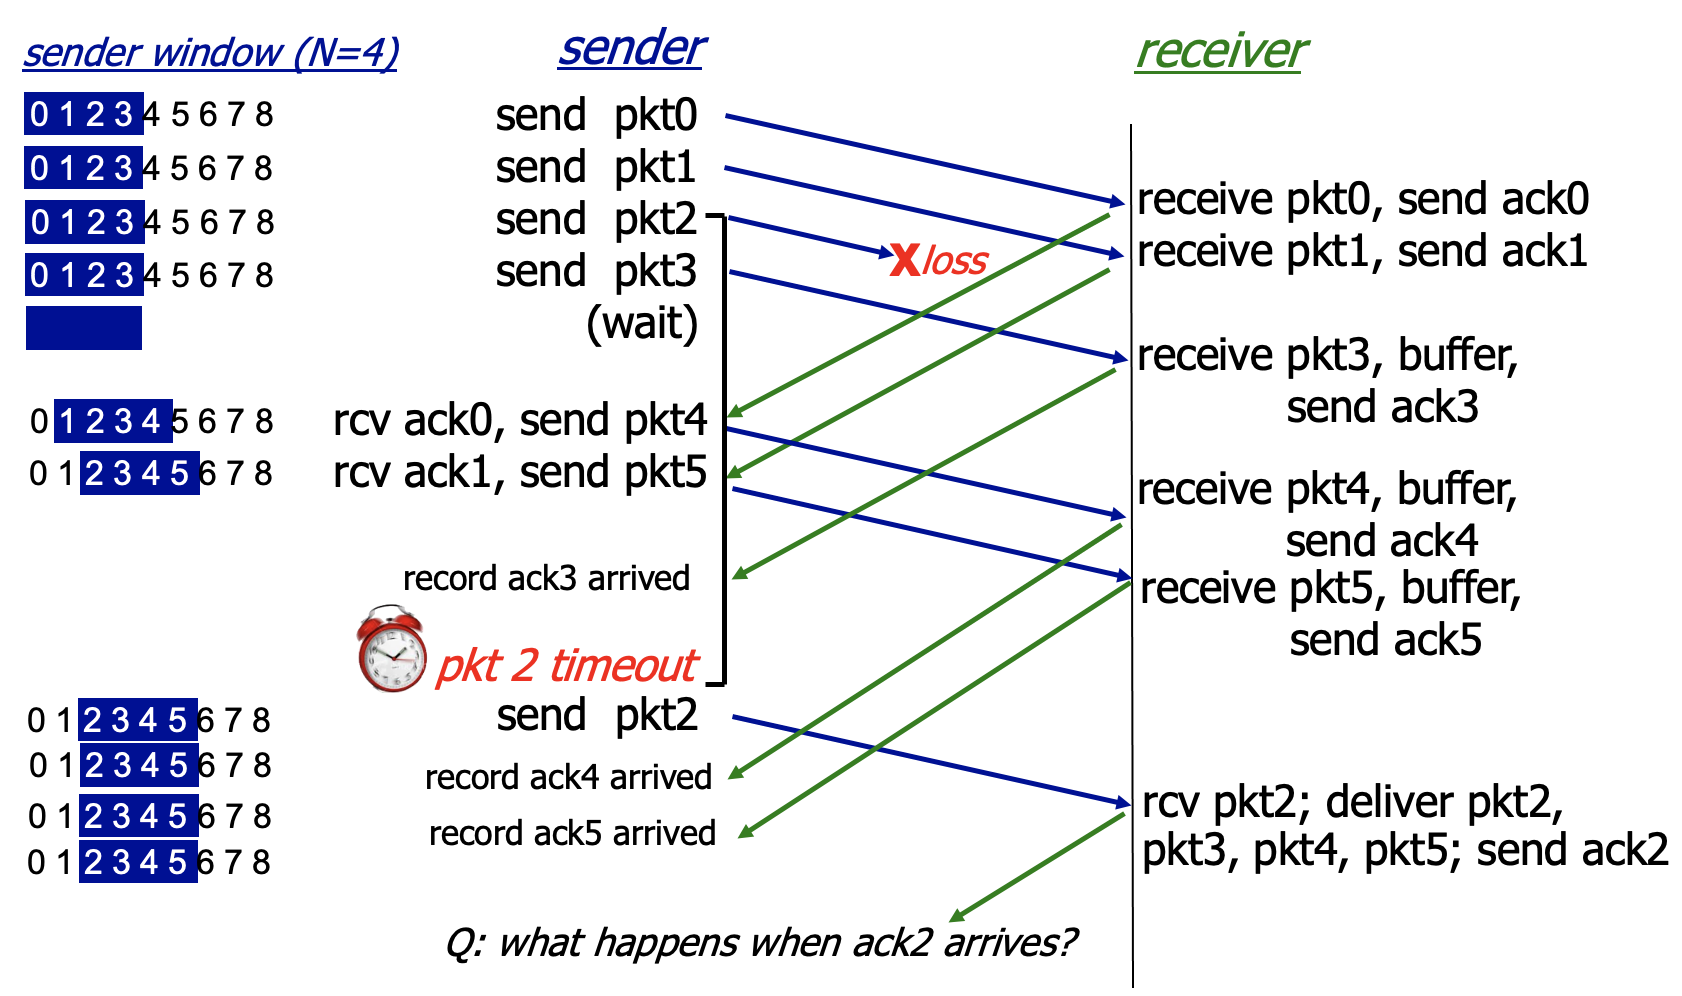 sender window (N=4)
sender
receiver
0 1 2 3 4 5 6 7 8
send pkt0
0 1 2 3 4 5 6 7 8
send pkt1
receive pkt0, send ack0
0 1 2 3 4 5 6 7 8
send pkt2
receive pkt1, send ack1
0 1 2 3 4 5 6 7 8
send pkt3
X loss
(wait)
receive pkt3, buffer,
send ack3
0 1 2 3 4 5 6 7 8
rcv ack0, send pkt4
0 1 2 3 4 5 6 7 8
rcv ack1, send pkt5
receive pkt4, buffer,
send ack4
record ack3 arrived
receive pkt5, buffer,
send ack5
pkt 2 timeout
0 1 2 3 4 5 6 7 8
send pkt2
0 1 2 3 4 5 6 7 8
record ack4 arrived
0 1 2 3 4 5 6 7 8
record ack5 arrived
0 1 2 3 4 5 6 7 8
rcv pkt2; deliver pkt2,
pkt3, pkt4, pkt5; send ack2
Q: what happens when ack2 arrives?